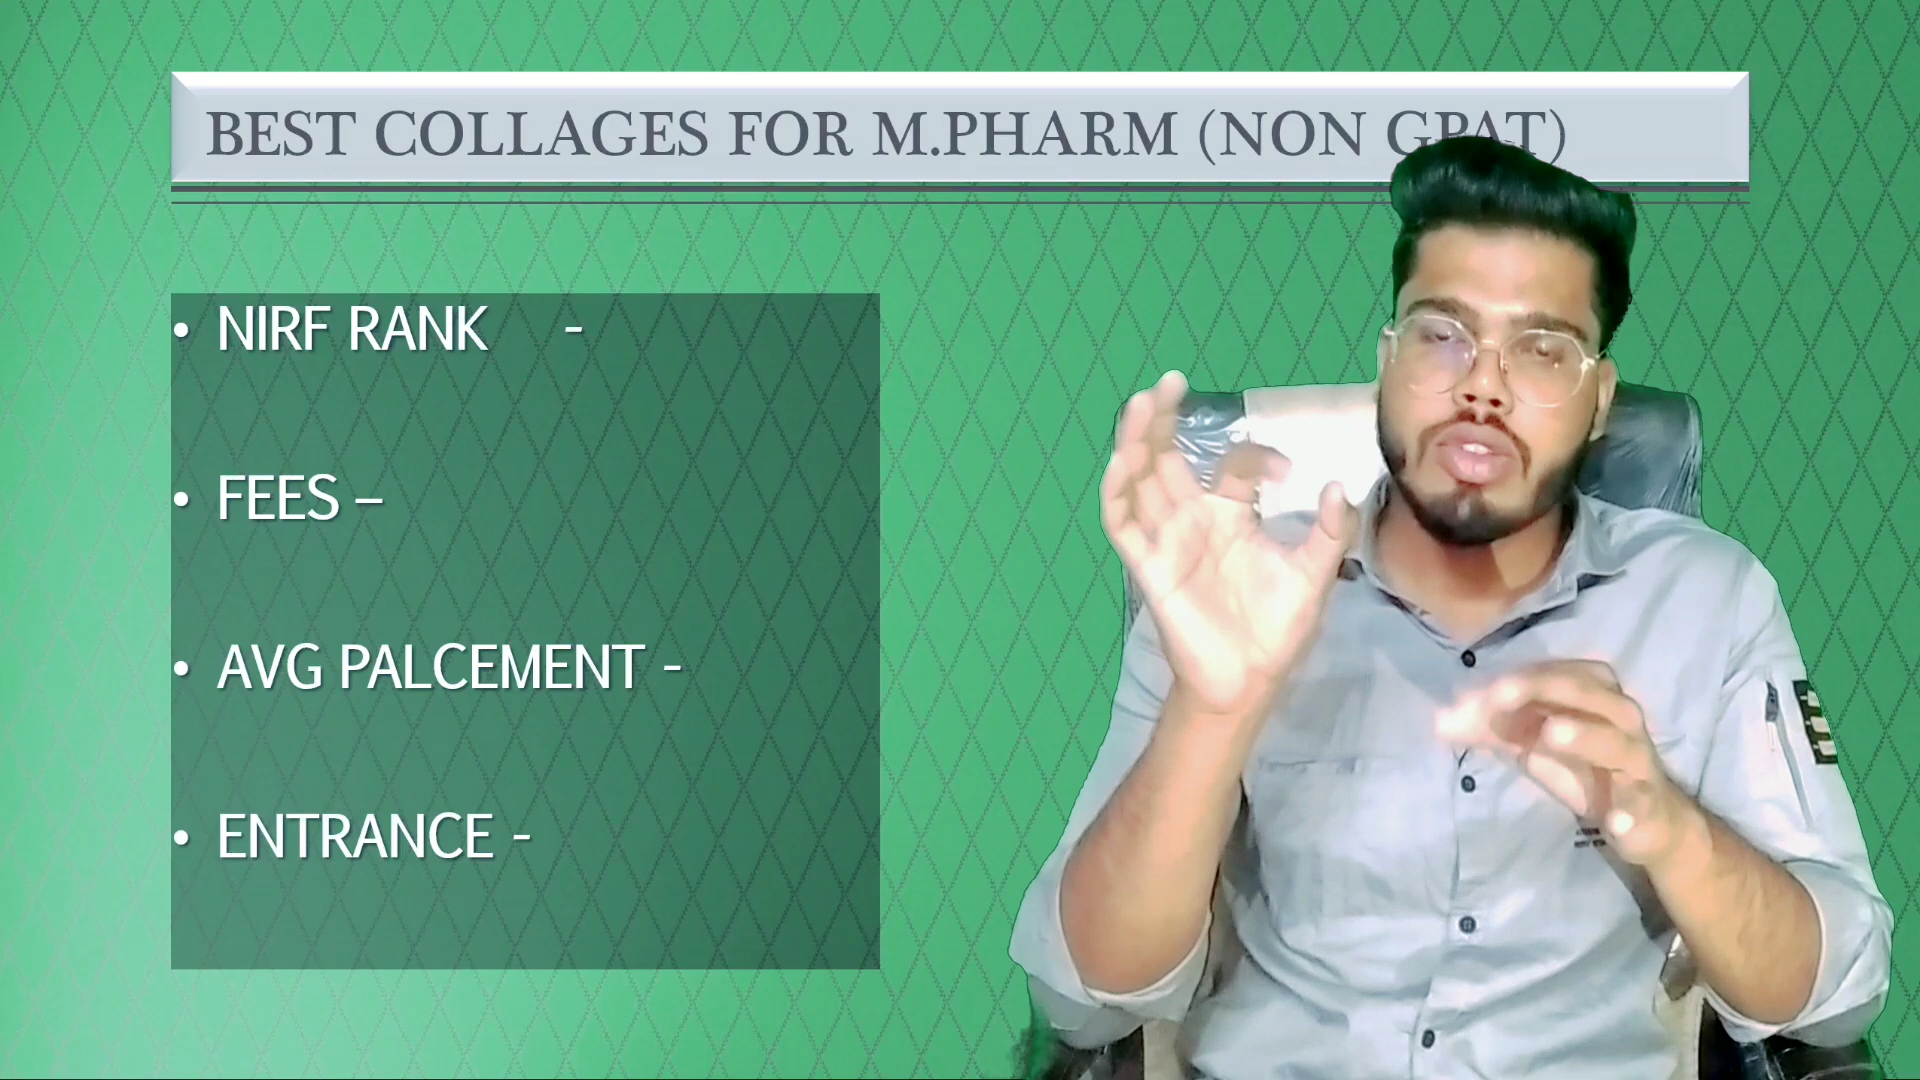 BEST COLLAGES FOR M.PHARM (NON GPAT)
• NIRF RANK -
• FEES –
• AVG PALCEMENT -
• ENTRANCE -